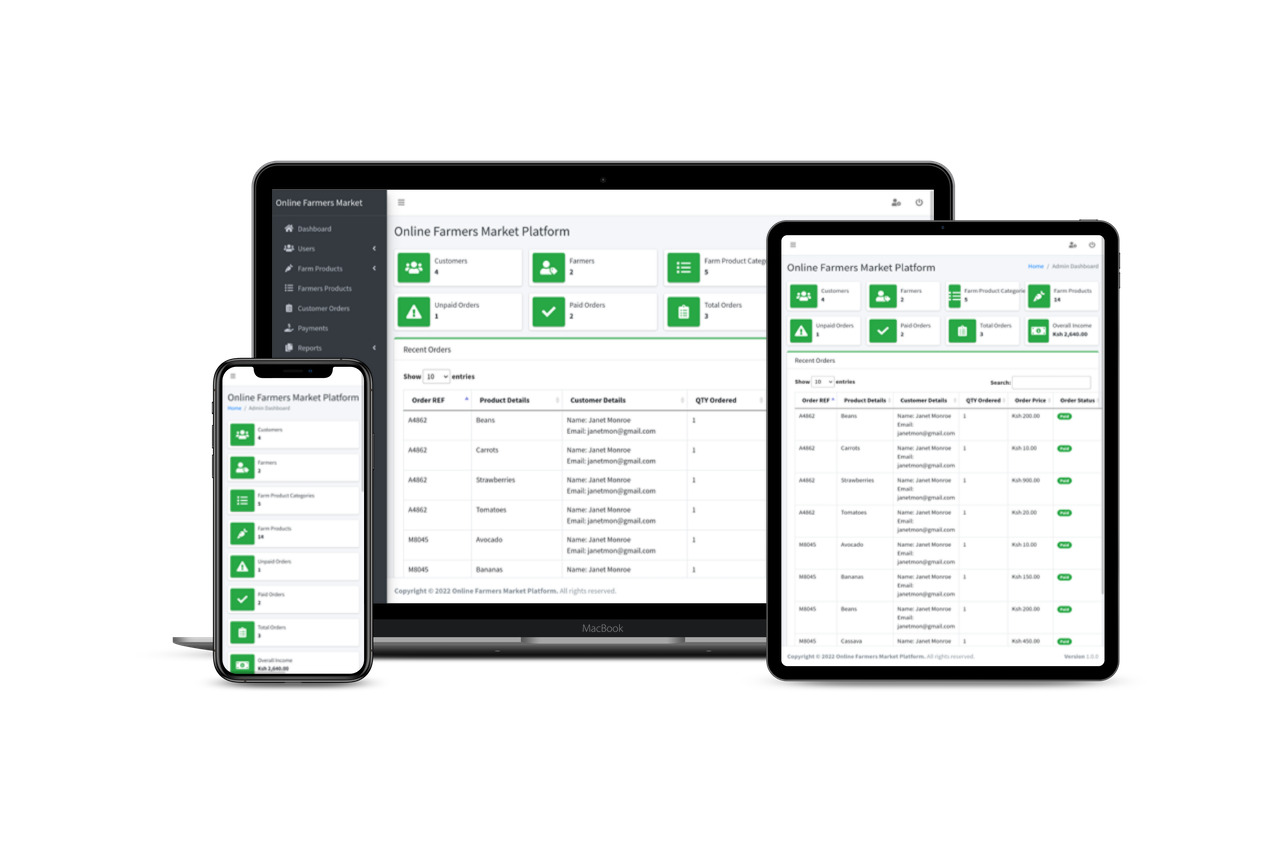 Online Farmers Market
Dashboard
Users
Farm Products
Farmers Products
Customer Orders
Payments
Reports
Online Farmers Market Platform
Customers
4
Farmers
2
Farm Product Catego
5
Unpaid Orders
1
Paid Orders
2
Total Orders
3
Recent Orders
Show 10 entries
Order REF Product Details Customer Details QTY Ordered
A4862 Beans Name: Janet Monroe 1
Email: janetmon@gmail.com
A4862 Carrots Name: Janet Monroe 1
Email: janetmon@gmail.com
A4862 Strawberries Name: Janet Monroe 1
Email: janetmon@gmail.com
A4862 Tomatoes Name: Janet Monroe 1
Email: janetmon@gmail.com
M8045 Avocado Name: Janet Monroe 1
Email: janetmon@gmail.com
M8045 Bananas Name: Janet Monroe 1
Copyright © 2022 Online Farmers Market Platform. All rights reserved.
MacBook
Online Farmers Market Platform
Home / Admin Dashboard
Customers
4
Farmers
2
Farm Product Categories
5
Farm Products
14
Unpaid Orders
1
Paid Orders
2
Total Orders
3
Overall Income
Ksh 2,640.00
Online Farmers Market Platform
Home / Admin Dashboard
Customers
4
Farmers
2
Farm Product Categorie
5
Farm Products
14
Unpaid Orders
1
Paid Orders
2
Total Orders
3
Overall Income
Ksh 2,640.00
Recent Orders
Show 10 entries Search:
Order REF Product Details Customer Details QTY Ordered Order Price Order Status
A4862 Beans Name: Janet Monroe 1 Ksh 200.00 Paid
Email:
janetmon@gmail.com
A4862 Carrots Name: Janet Monroe 1 Ksh 10.00 Paid
Email:
janetmon@gmail.com
A4862 Strawberries Name: Janet Monroe 1 Ksh 900.00 Paid
Email:
janetmon@gmail.com
A4862 Tomatoes Name: Janet Monroe 1 Ksh 20.00 Paid
Email:
janetmon@gmail.com
M8045 Avocado Name: Janet Monroe 1 Ksh 10.00 Paid
Email:
janetmon@gmail.com
M8045 Bananas Name: Janet Monroe 1 Ksh 150.00 Paid
Email:
janetmon@gmail.com
M8045 Beans Name: Janet Monroe 1 Ksh 200.00 Paid
Email:
janetmon@gmail.com
M8045 Cassava Name: Janet Monroe 1 Ksh 450.00 Paid
Copyright © 2022 Online Farmers Market Platform. All rights reserved. Version 1.0.0